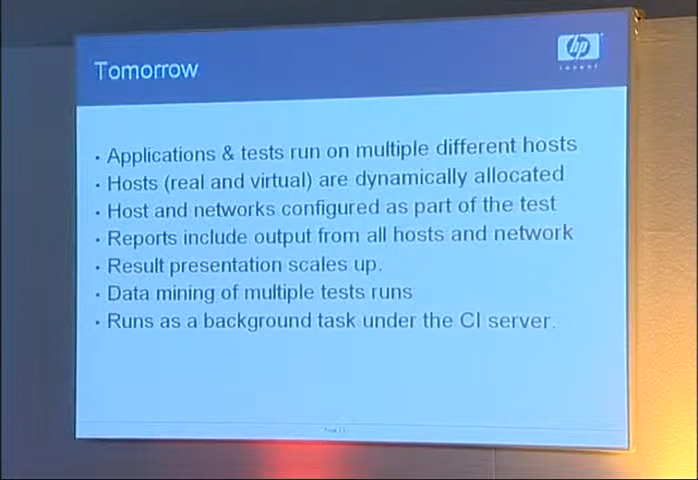 Tomorrow
hp
invent
· Applications & tests run on multiple different hosts
· Hosts (real and virtual) are dynamically allocated
· Host and networks configured as part of the test
· Reports include output from all hosts and network
· Result presentation scales up.
· Data mining of multiple tests runs
· Runs as a background task under the CI server.